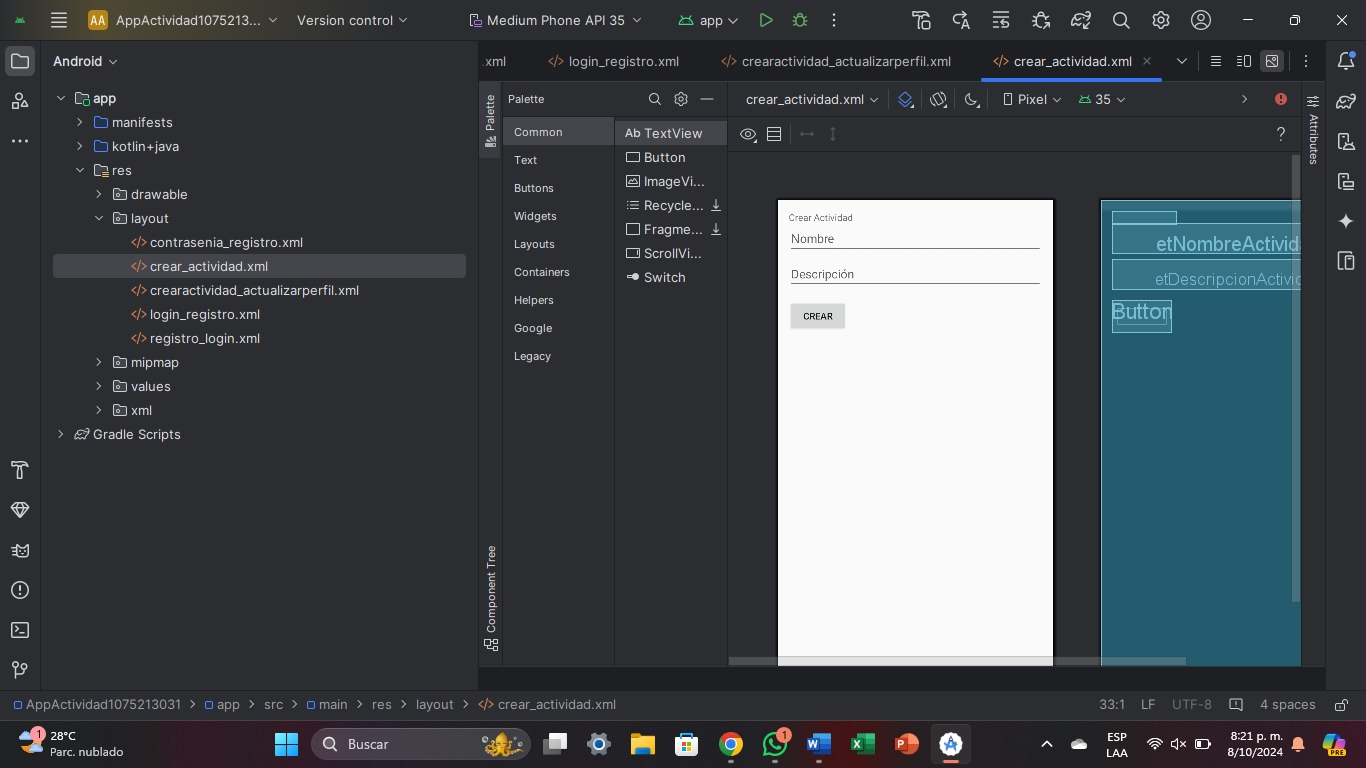 AA AppActividad1075213... Version control Medium Phone API 35 app
Android
app
manifests
kotlin+java
res
drawable
layout
contrasenia_registro.xml
crear_actividad.xml
crearactividad_actualizarperfil.xml
login_registro.xml
registro_login.xml
mipmap
values
xml
Gradle Scripts
.xml login_registro.xml crearactividad_actualizarperfil.xml crear_actividad.xml
Palette
Component Tree
Palette
Common
Text
Buttons
Widgets
Layouts
Containers
Helpers
Google
Legacy
Ab TextView
Button
ImageVi...
Recycle...
Fragme...
ScrollVi...
Switch
crear_actividad.xml Pixel 35
?
Attributes
Crear Actividad
Nombre
Descripción
CREAR
etNombreActivid
etDescripcionActivid
Button
AppActividad1075213031 > app > src > main > res > layout > crear_actividad.xml 33:1 LF UTF-8 4 spaces
1
28°C
Parc. nublado
Buscar
1
W
X
P
A
ESP
LAA
8:21 p. m.
8/10/2024
PRE